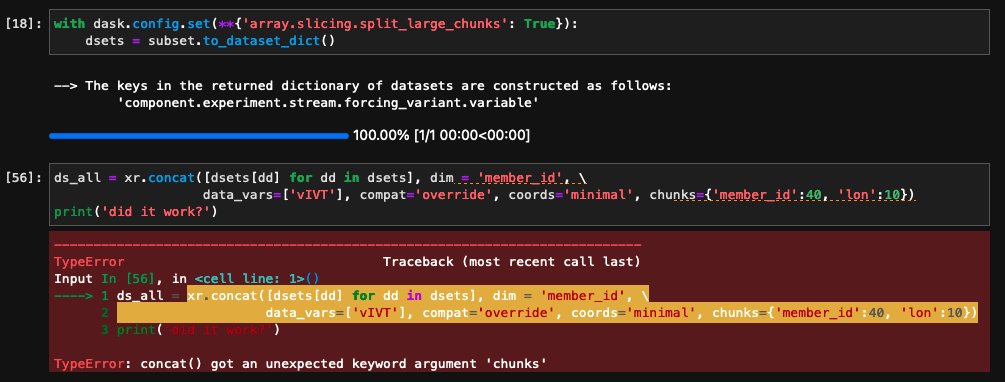 [18]: with dask.config.set(**{'array.slicing.split_large_chunks': True}):
dsets = subset.to_dataset_dict()
--> The keys in the returned dictionary of datasets are constructed as follows:
'component.experiment.stream.forcing_variant.variable'
100.00% [1/1 00:00<00:00]
[56]: ds_all = xr.concat([dsets[dd] for dd in dsets], dim = 'member_id', \
data_vars=['vIVT'], compat='override', coords='minimal', chunks={'member_id':40, 'lon':10})
print('did it work?')
---------------------------------------------------------------------------
TypeError Traceback (most recent call last)
Input In [56], in <cell line: 1>()
----> 1 ds_all = xr.concat([dsets[dd] for dd in dsets], dim = 'member_id', \
2 data_vars=['vIVT'], compat='override', coords='minimal', chunks={'member_id':40, 'lon':10})
3 print('did it work?')
TypeError: concat() got an unexpected keyword argument 'chunks'